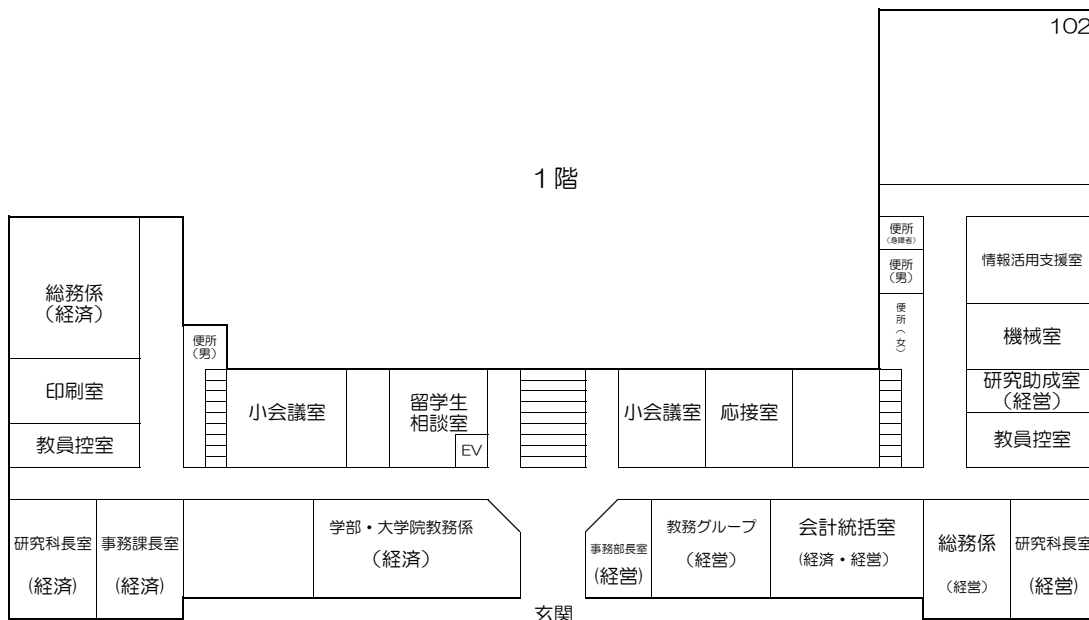 102
1階
便所
(身障者)
便所
(男)
便所(女)
情報活用支援室
機械室
研究助成室
(経営)
教員控室
総務係
(経済)
印刷室
教員控室
便所
(男)
小会議室
留学生
相談室
EV
小会議室
応接室
研究科長室
(経済)
事務課長室
(経済)
学部・大学院教務係
(経済)
事務部長室
(経営)
教務グループ
(経営)
会計統括室
(経済・経営)
総務係
(経営)
研究科長室
(経営)
玄関